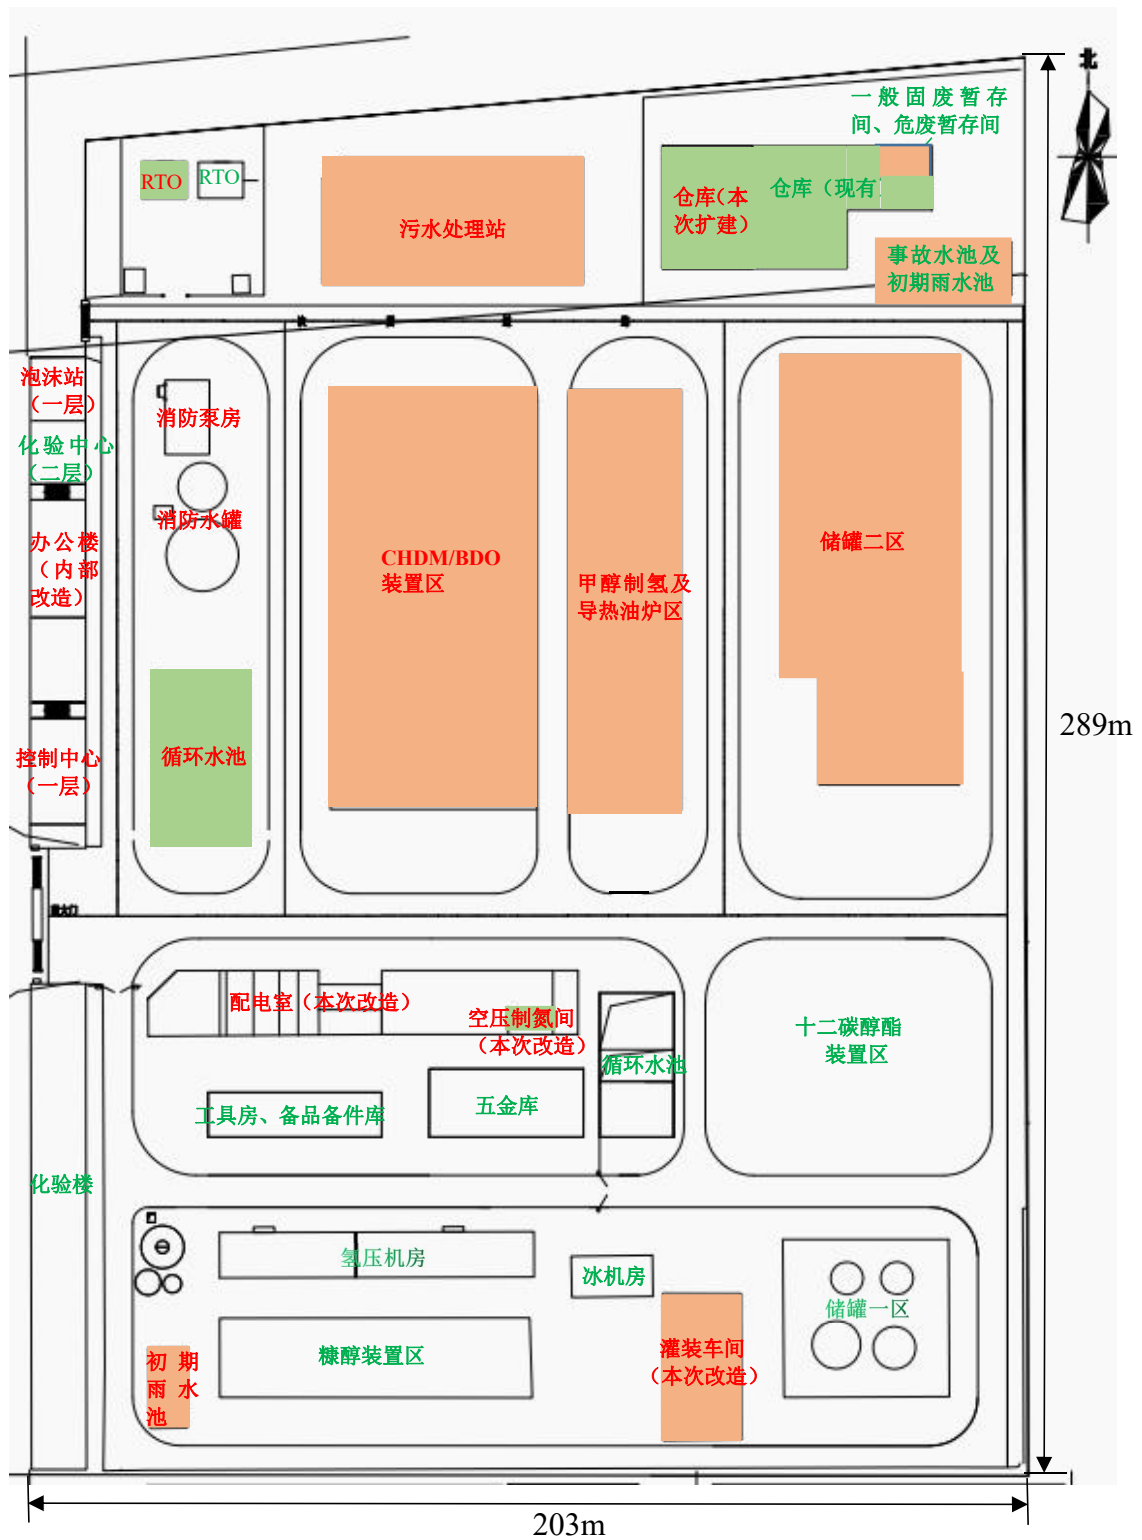 北
一般固废暂存
间、危废暂存间
RTO
RTO
仓库（本
次扩建）
仓库（现有
污水处理站
事故水池及
初期雨水池
泡沫站
（一层）
化验中心
（二层）
消防泵房
消防水罐
办公楼
（内部
改造）
CHDM/BDO
装置区
甲醇制氢及
导热油炉区
储罐二区
循环水池
控制中心
（一层）
289m
配电室（本次改造）
空压制氮间
（本次改造）
循环水池
十二碳醇酯
装置区
工具房、备品备件库
五金库
化验楼
氢压机房
冰机房
储罐一区
糠醇装置区
灌装车间
（本次改造）
初期
雨水
池
203m